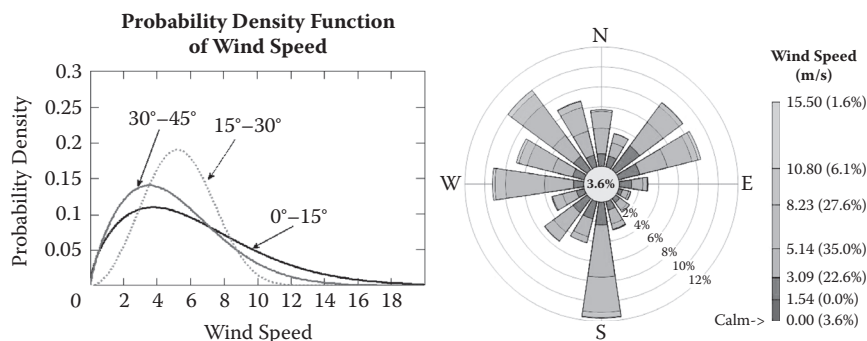 Probability Density Function
of Wind Speed
Probability Density
0.3
0.25
0.2
0.15
0.1
0.05
0
2 4 6 8 10 12 14 16 18
Wind Speed
30°–45°
15°–30°
0°–15°
N
W
E
S
3.6%
2%
4%
6%
8%
10%
12%
Wind Speed
(m/s)
15.50 (1.6%)
10.80 (6.1%)
8.23 (27.6%)
5.14 (35.0%)
3.09 (22.6%)
1.54 (0.0%)
Calm-> 0.00 (3.6%)